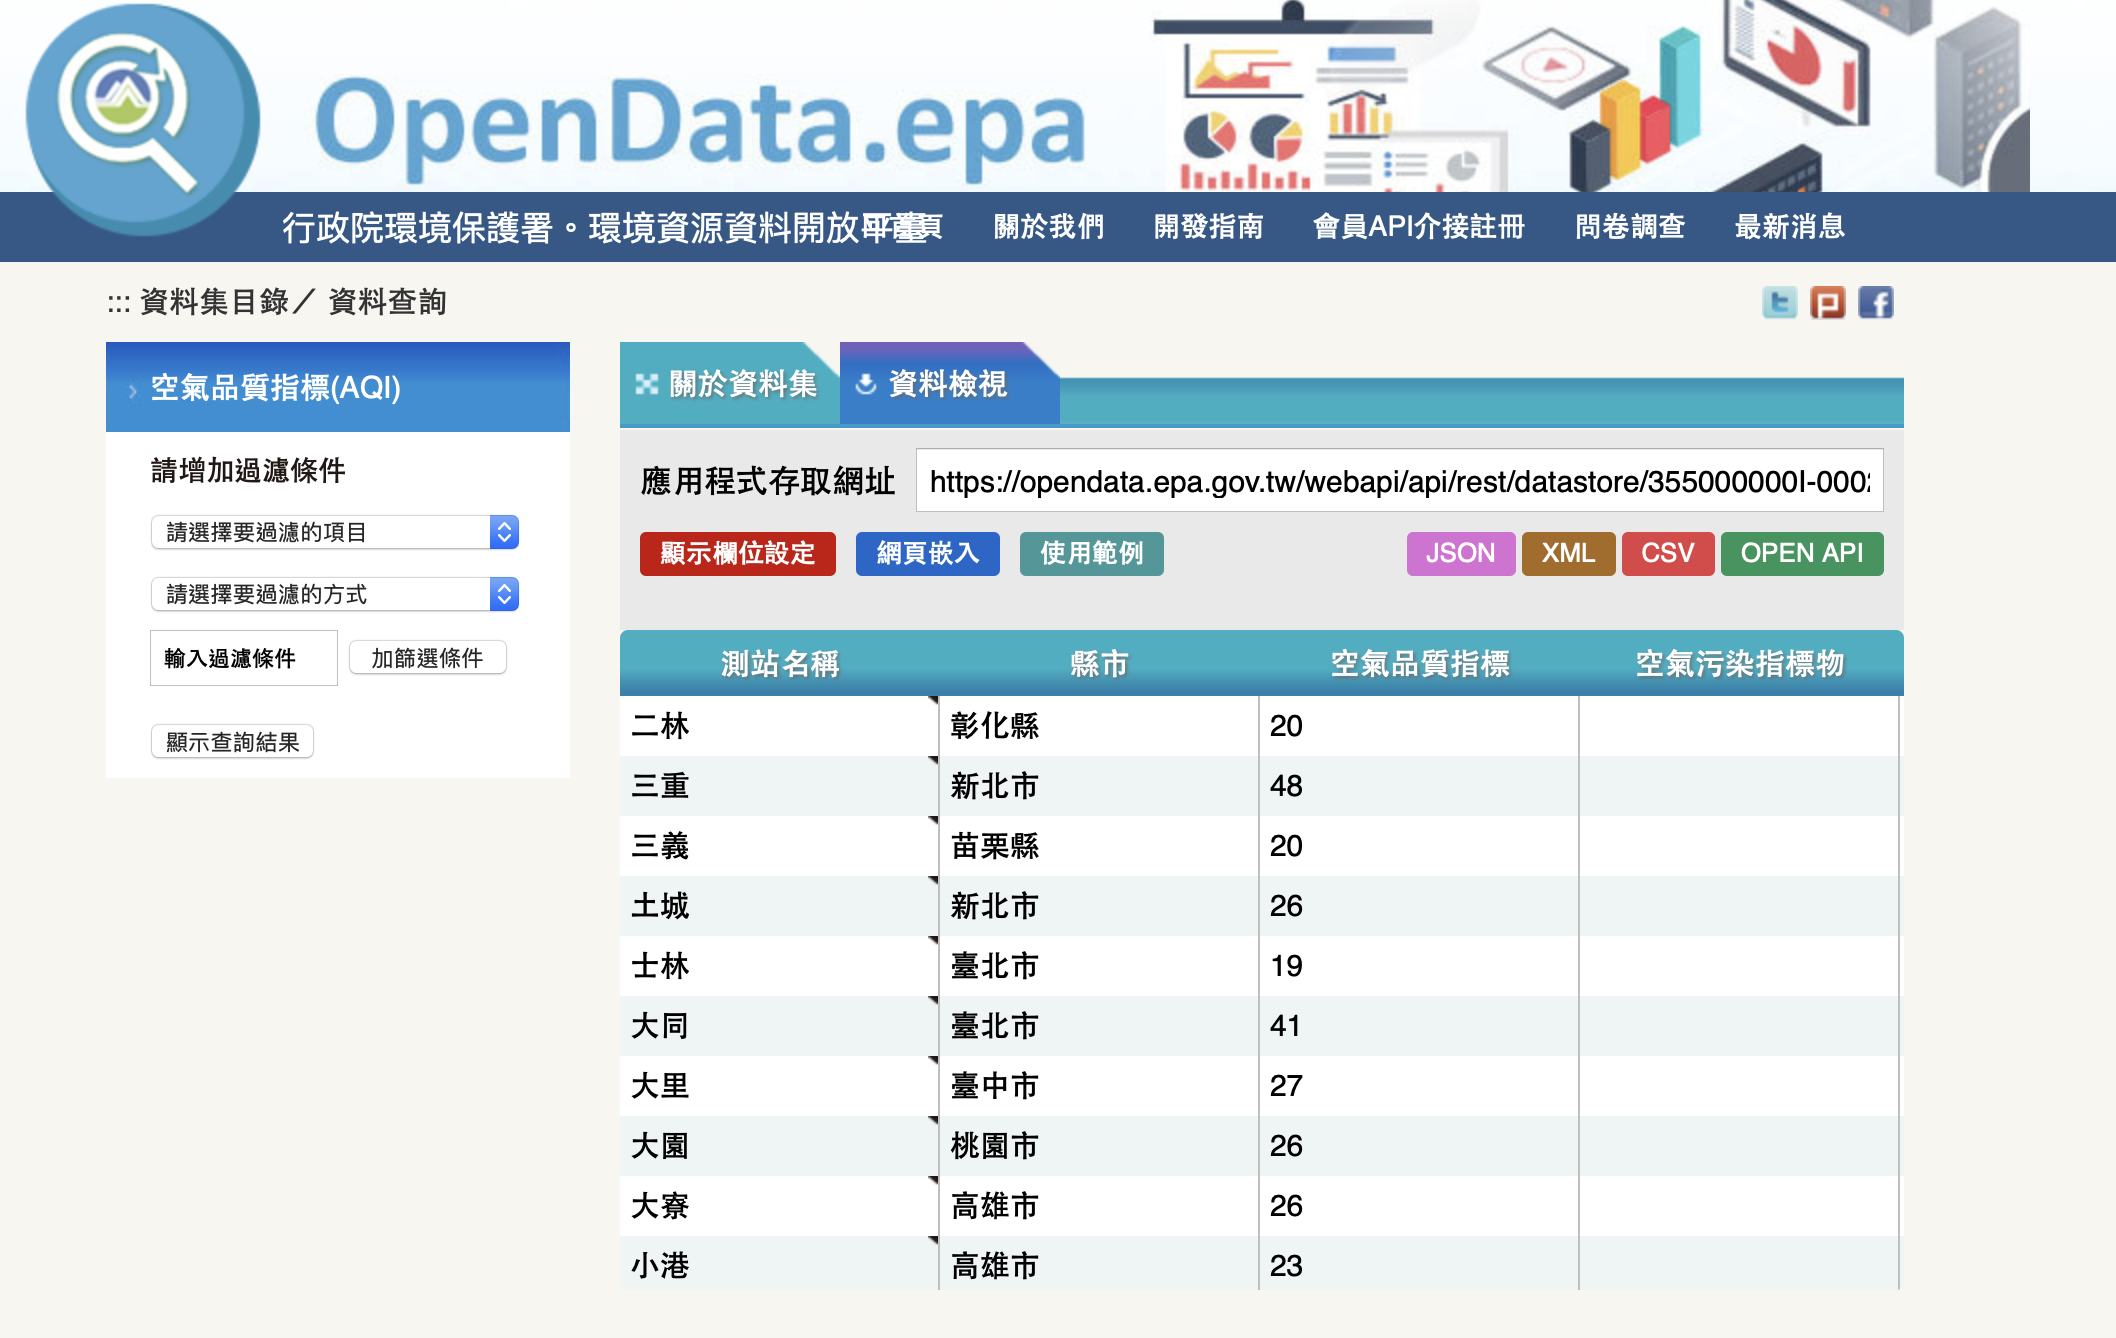 OpenData.epa
行政院環境保護署。環境資源資料開放平臺
首頁 關於我們 開發指南 會員API介接註冊 問卷調查 最新消息
::: 資料集目錄／ 資料查詢
空氣品質指標(AQI)
請增加過濾條件
請選擇要過濾的項目
請選擇要過濾的方式
輸入過濾條件 加篩選條件
顯示查詢結果
關於資料集 資料檢視
應用程式存取網址 https://opendata.epa.gov.tw/webapi/api/rest/datastore/355000000I-000
顯示欄位設定 網頁嵌入 使用範例 JSON XML CSV OPEN API
測站名稱 縣市 空氣品質指標 空氣污染指標物
二林 彰化縣 20
三重 新北市 48
三義 苗栗縣 20
土城 新北市 26
士林 臺北市 19
大同 臺北市 41
大里 臺中市 27
大園 桃園市 26
大寮 高雄市 26
小港 高雄市 23